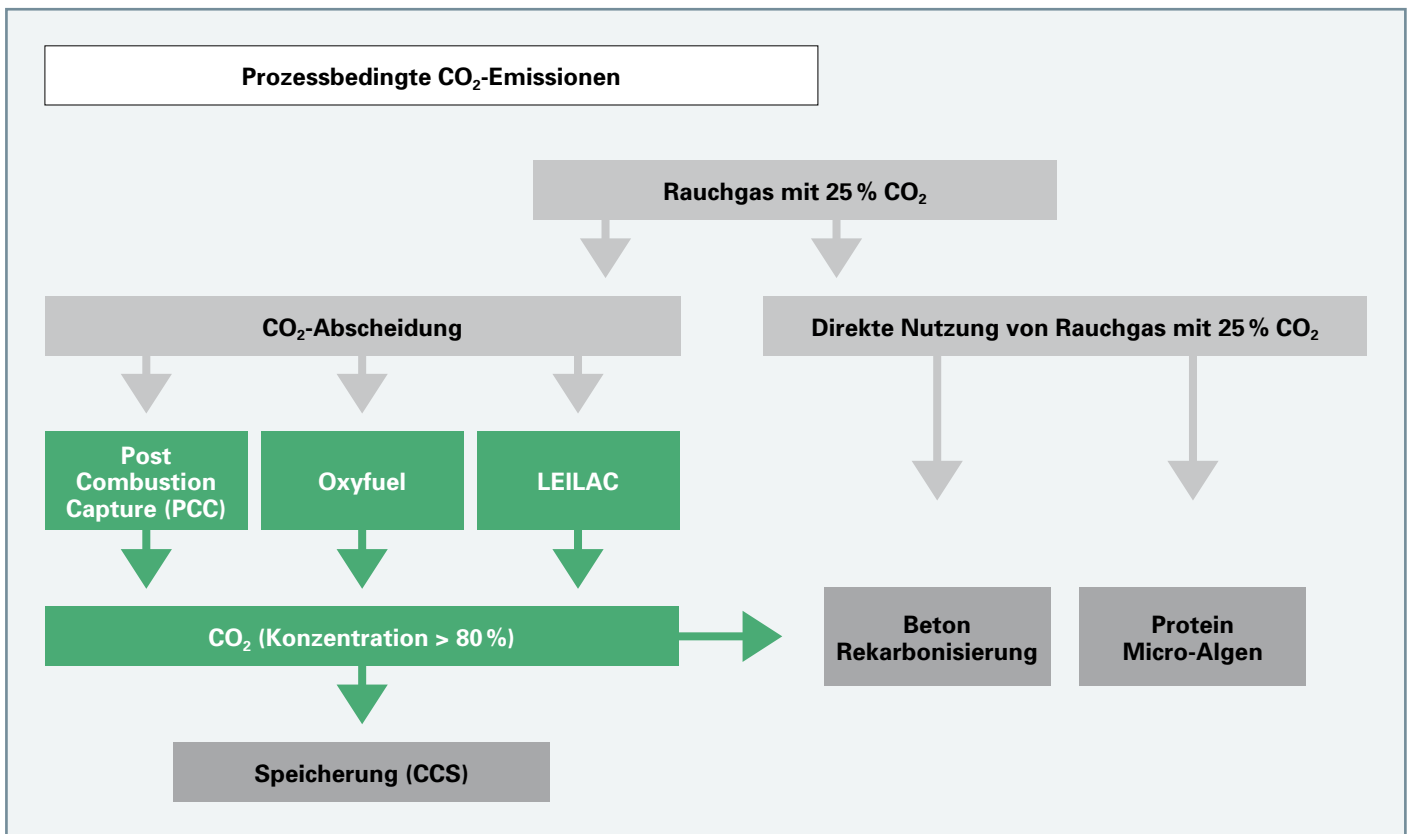 Prozessbedingte CO₂-Emissionen
Rauchgas mit 25 % CO₂
CO₂-Abscheidung
Direkte Nutzung von Rauchgas mit 25 % CO₂
Post
Combustion
Capture (PCC)
Oxyfuel
LEILAC
CO₂ (Konzentration > 80 %)
Beton
Rekarbonisierung
Protein
Micro-Algen
Speicherung (CCS)